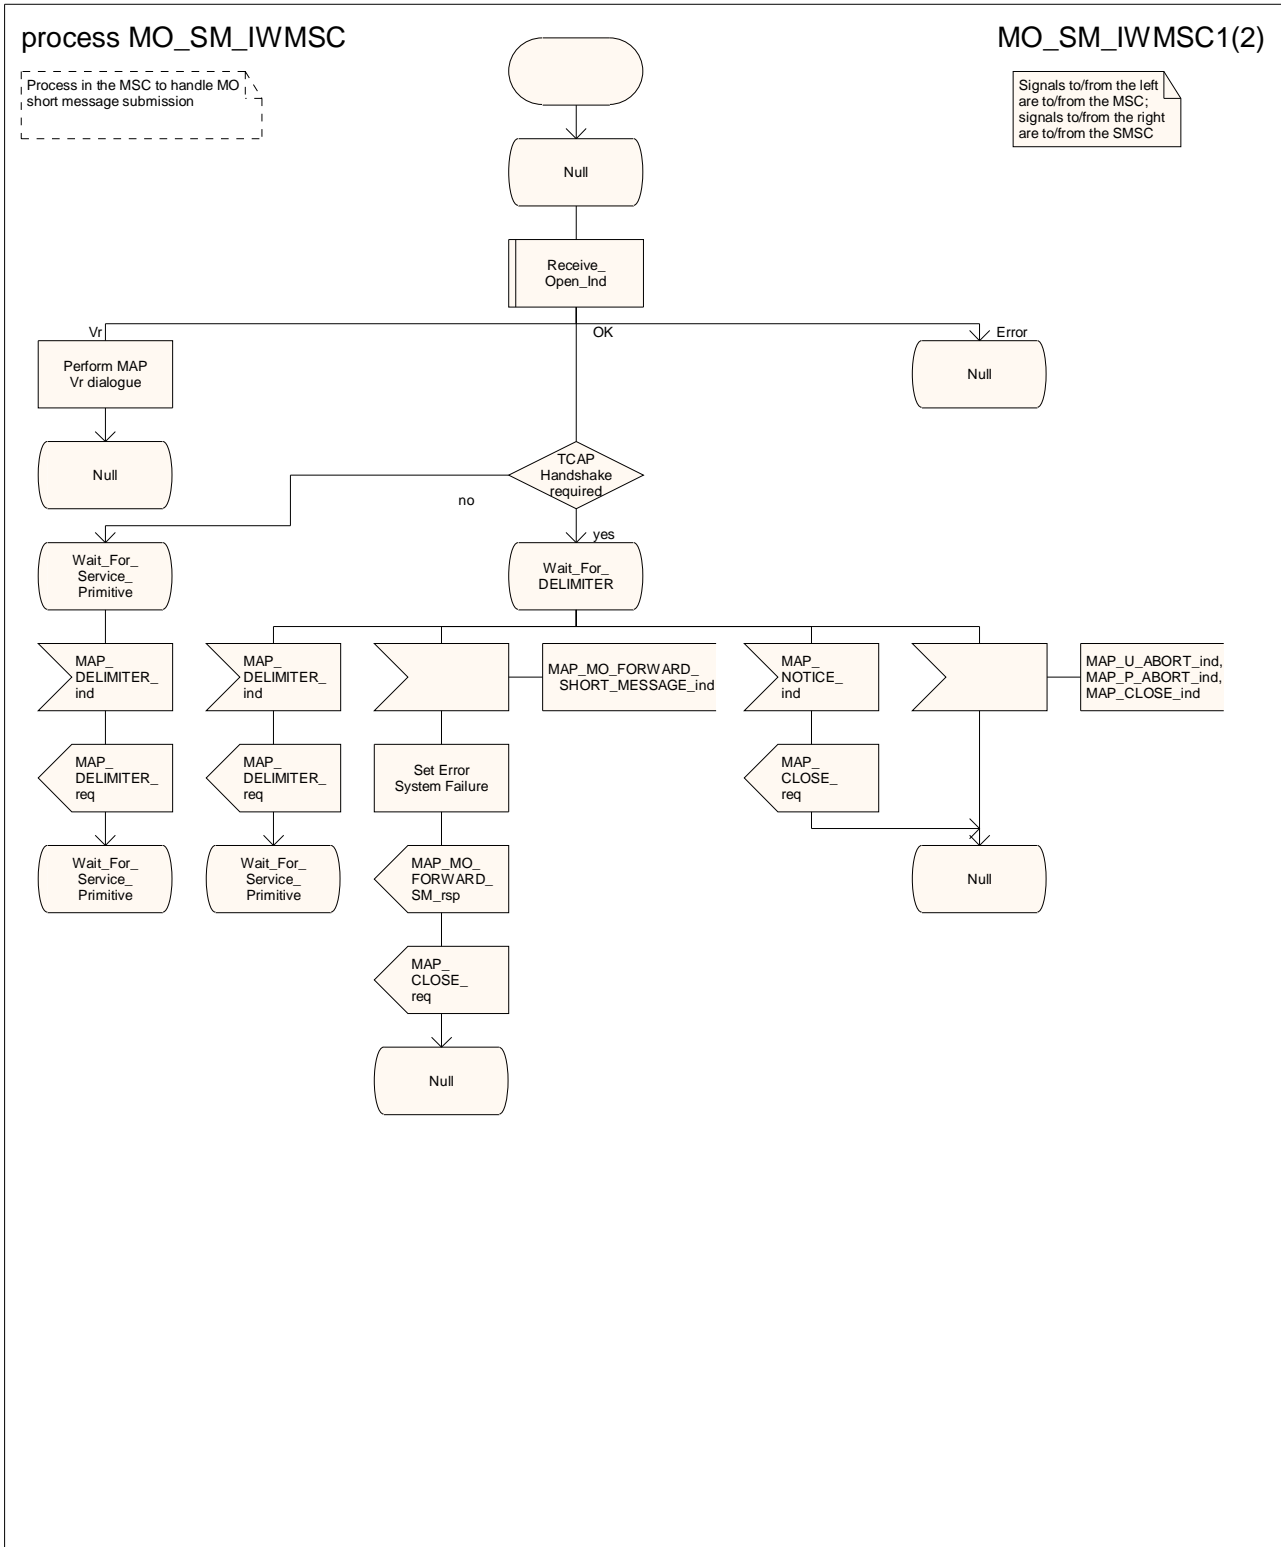 process MO_SM_IWMSC
MO_SM_IWMSC1(2)
Process in the MSC to handle MO
short message submission
Signals to/from the left
are to/from the MSC;
signals to/from the right
are to/from the SMSC
Null
Receive_
Open_Ind
Vr
OK
Error
Perform MAP
Vr dialogue
Null
Null
TCAP
Handshake
required
no
yes
Wait_For_
Service_
Primitive
Wait_For_
DELIMITER
MAP_
DELIMITER_
ind
MAP_
DELIMITER_
ind
MAP_MO_FORWARD_
SHORT_MESSAGE_ind
MAP_
NOTICE_
ind
MAP_U_ABORT_ind,
MAP_P_ABORT_ind,
MAP_CLOSE_ind
MAP_
DELIMITER_
req
MAP_
DELIMITER_
req
Set Error
System Failure
MAP_
CLOSE_
req
Wait_For_
Service_
Primitive
Wait_For_
Service_
Primitive
MAP_MO_
FORWARD_
SM_rsp
Null
MAP_
CLOSE_
req
Null